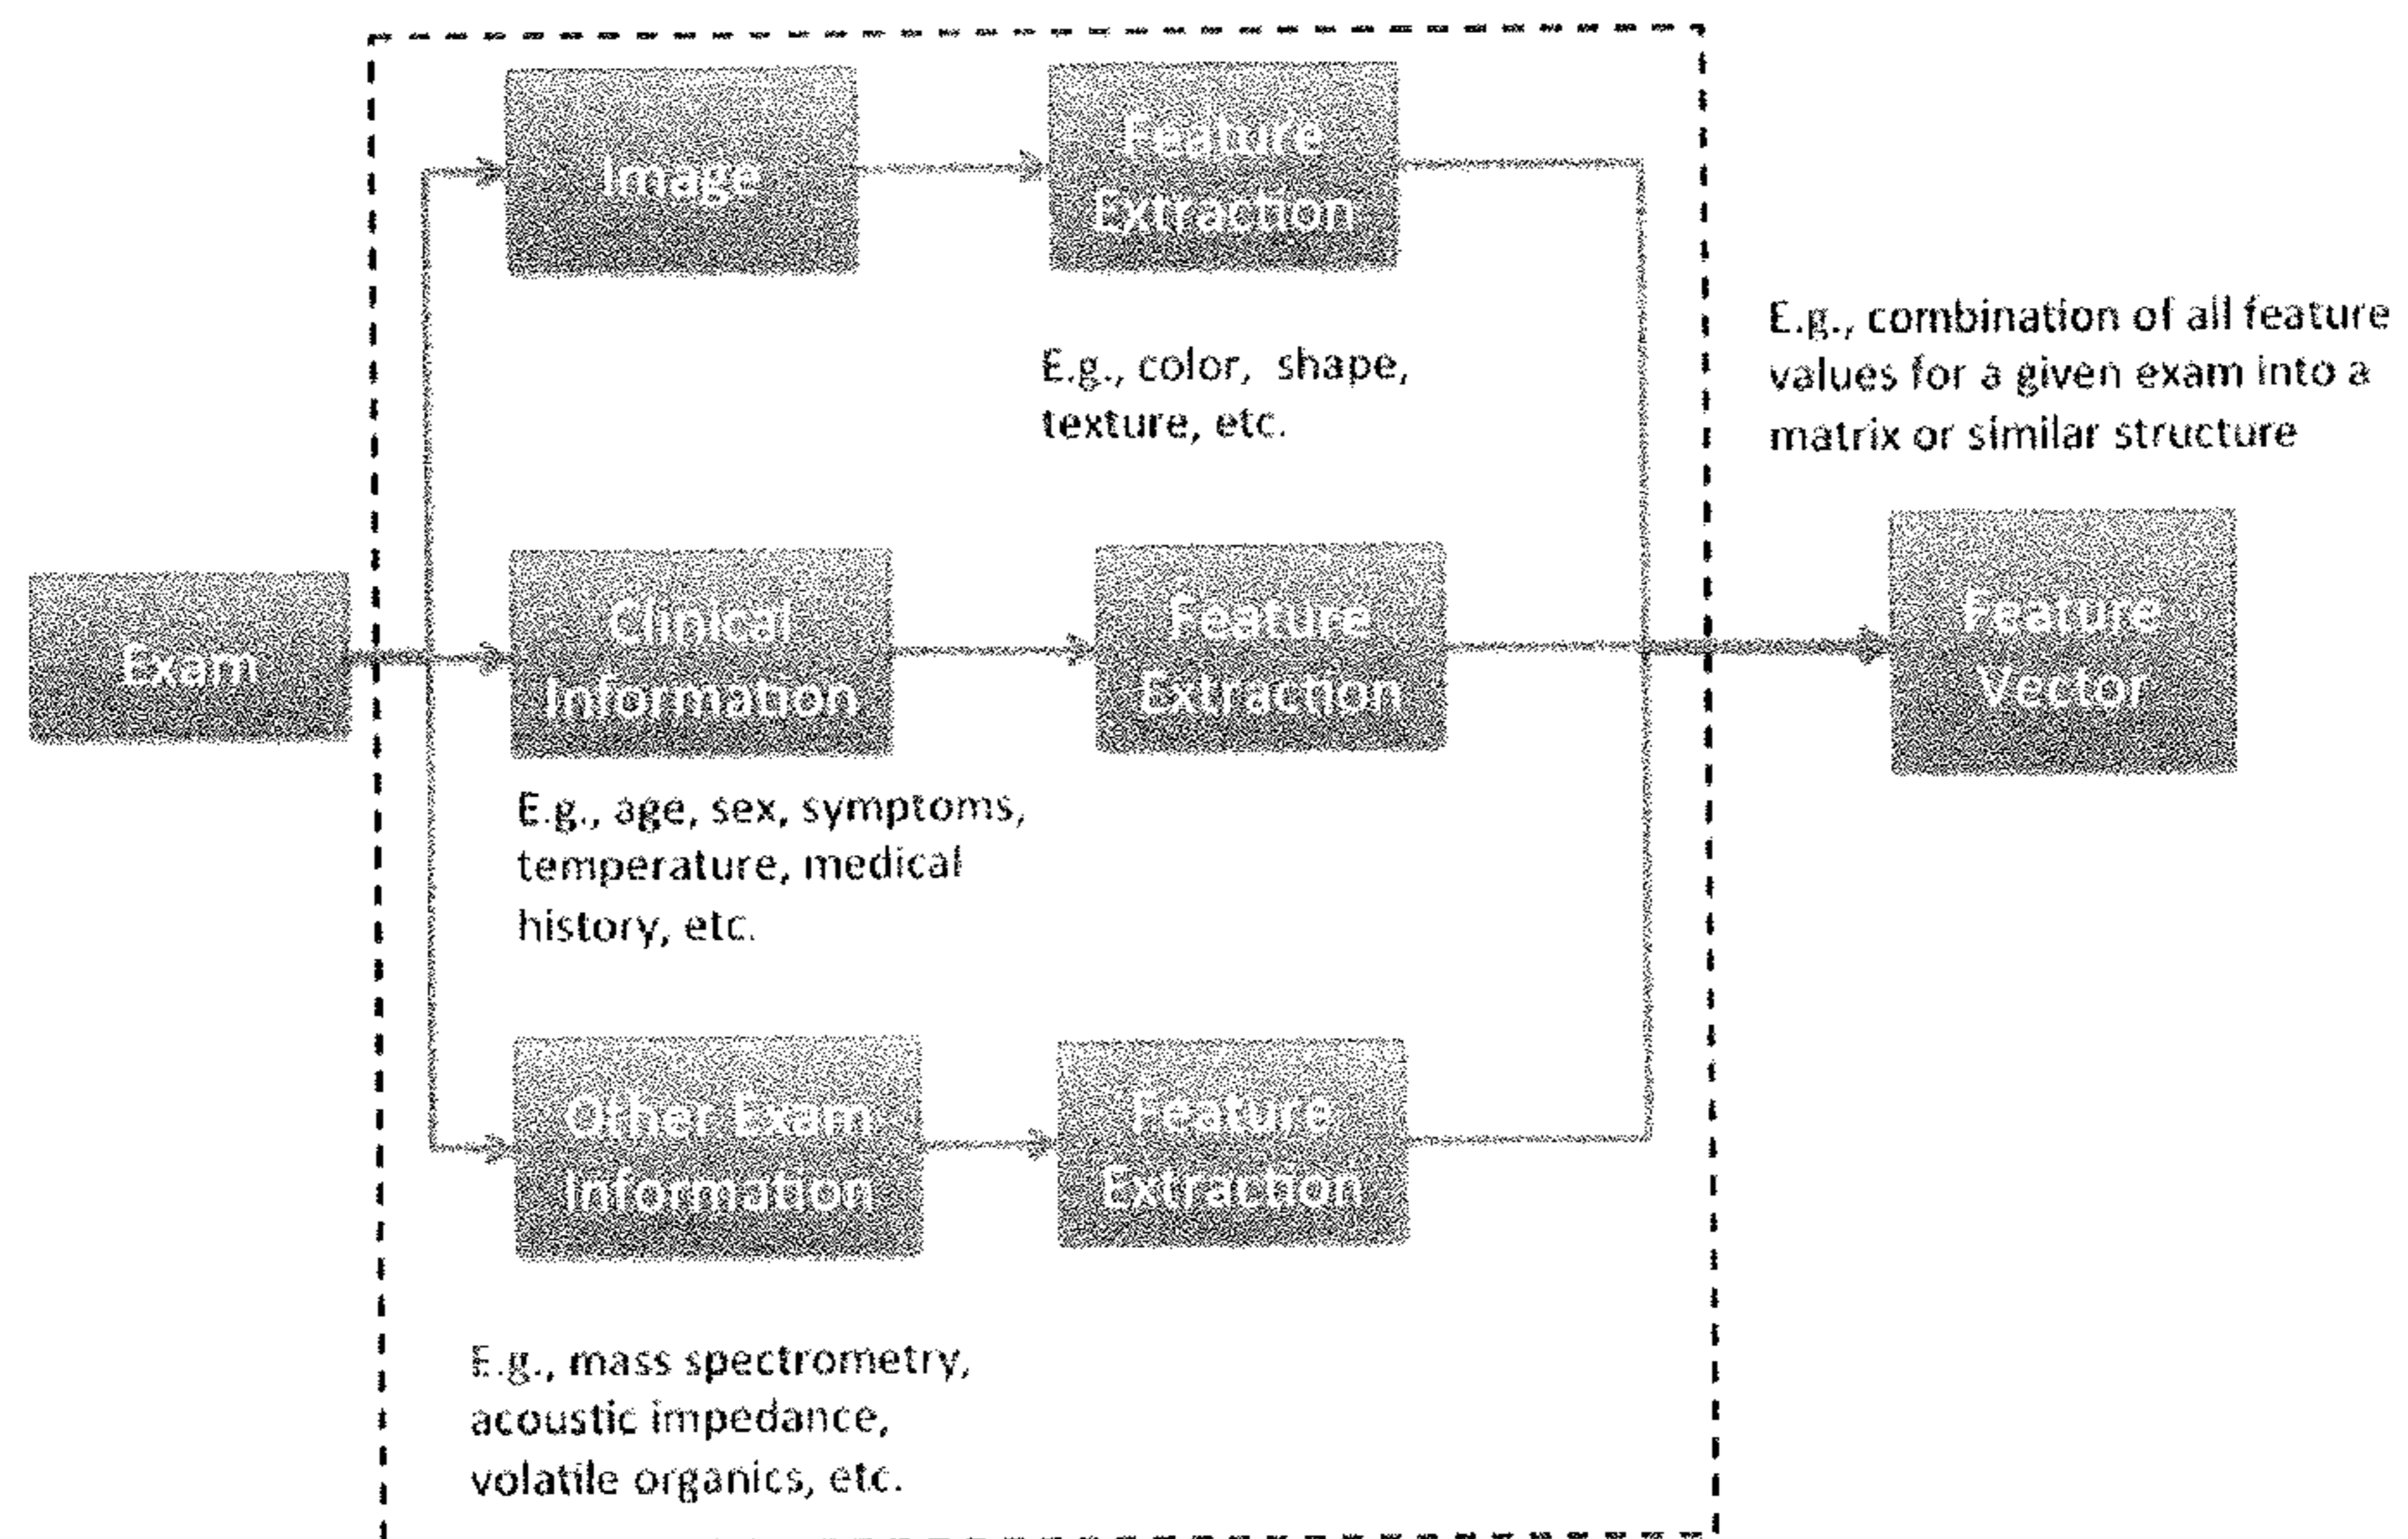 Image
Feature
Extraction
E.g., color, shape,
texture, etc.
E.g., combination of all feature
values for a given exam into a
matrix or similar structure
Exam
Clinical
Information
Feature
Extraction
Feature
Vector
E.g., age, sex, symptoms,
temperature, medical
history, etc.
Other Exam
Information
Feature
Extraction
E.g., mass spectrometry,
acoustic impedance,
volatile organics, etc.